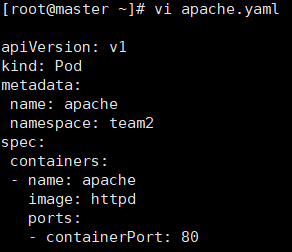 [root@master ~]# vi apache.yaml
apiVersion: v1
kind: Pod
metadata:
 name: apache
 namespace: team2
spec:
 containers:
 - name: apache
   image: httpd
   ports:
   - containerPort: 80